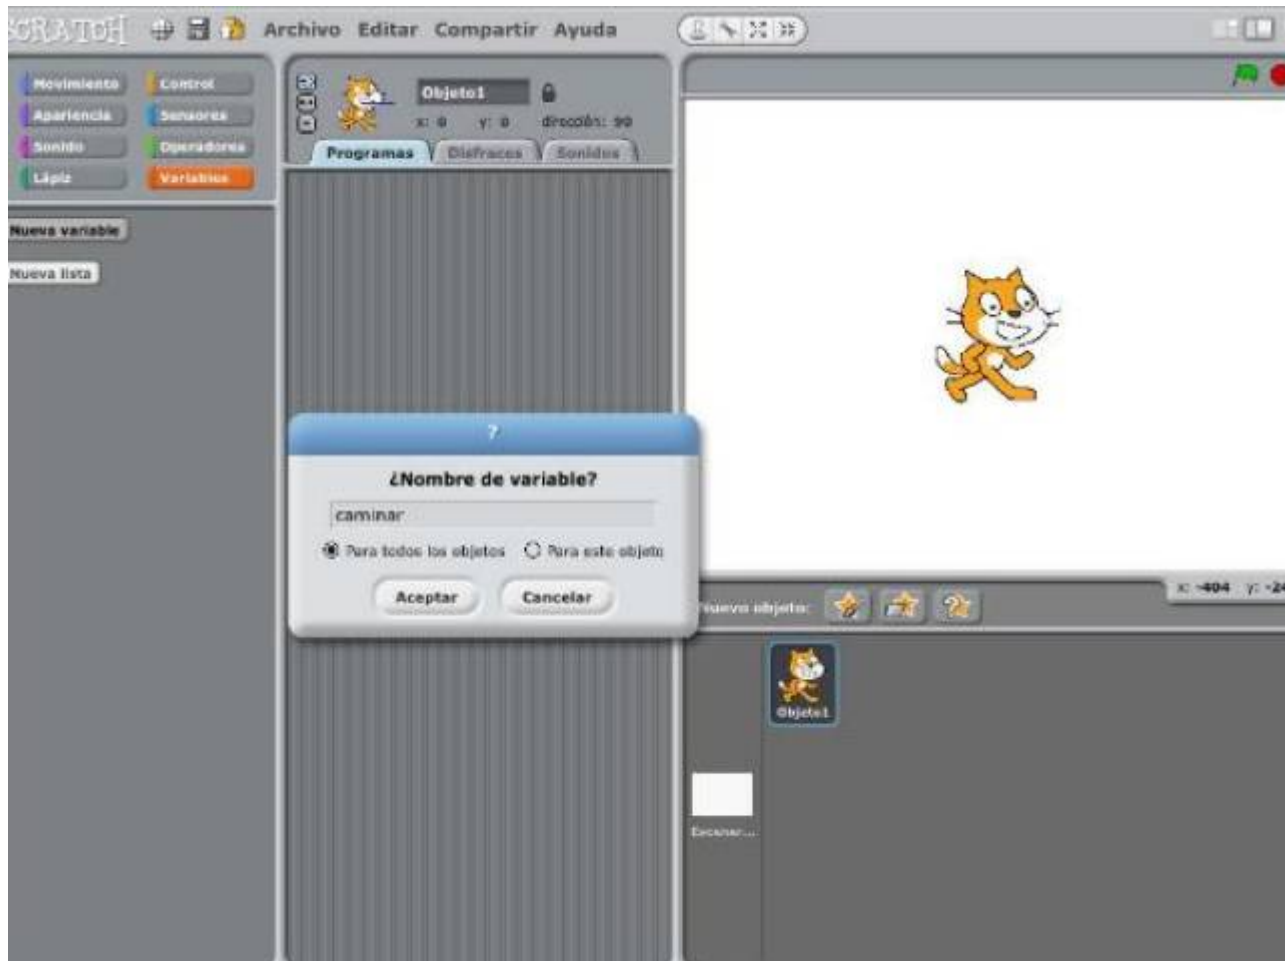 SCRATCH Archivo Editar Compartir Ayuda
Movimiento Control
Apariencia Sensores
Sonido Operadores
Lápiz Variables
Nueva variable
Nueva lista
Objeto1
x: 0 y: 0 dirección: 90
Programas Disfraces Sonidos
?
¿Nombre de variable?
caminar
Para todos los objetos Para este objeto
Aceptar Cancelar
x: -404 y: -24
Nuevo objeto:
Objeto1
Escenar...